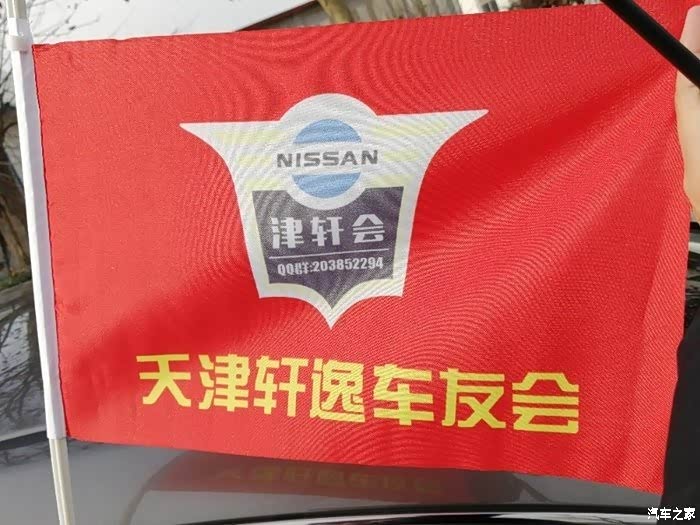 NISSAN
津轩会
QQ群:203852294
天津轩逸车友会
汽车之家